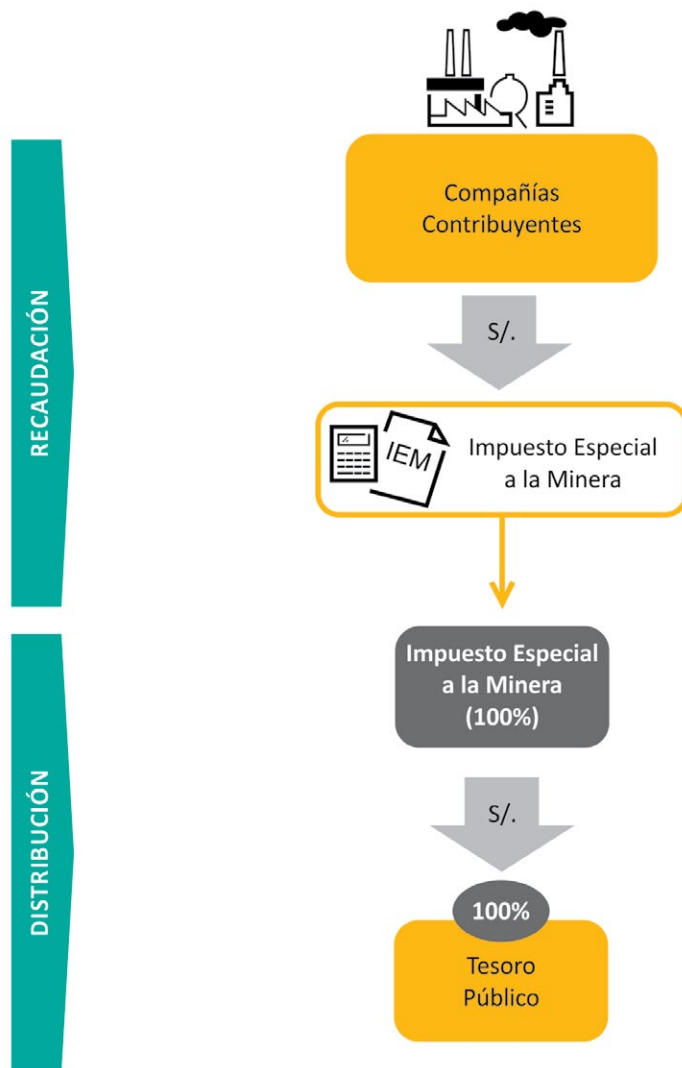 Compañías
Contribuyentes
RECAUDACIÓN
S/.
IEM
Impuesto Especial
a la Minera
Impuesto Especial
a la Minera
(100%)
DISTRIBUCIÓN
S/.
100%
Tesoro
Público